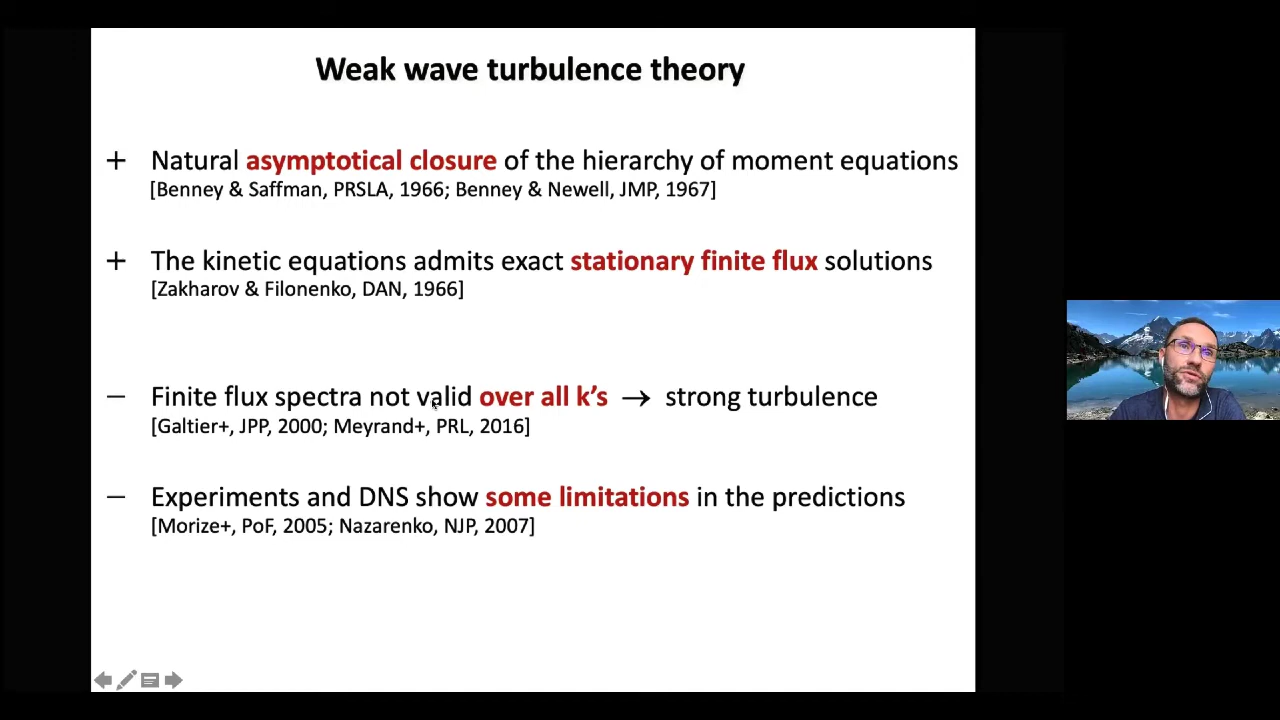 Weak wave turbulence theory
+ Natural asymptotical closure of the hierarchy of moment equations
[Benney & Saffman, PRSLA, 1966; Benney & Newell, JMP, 1967]
+ The kinetic equations admits exact stationary finite flux solutions
[Zakharov & Filonenko, DAN, 1966]
− Finite flux spectra not valid over all k’s → strong turbulence
[Galtier+, JPP, 2000; Meyrand+, PRL, 2016]
− Experiments and DNS show some limitations in the predictions
[Morize+, PoF, 2005; Nazarenko, NJP, 2007]